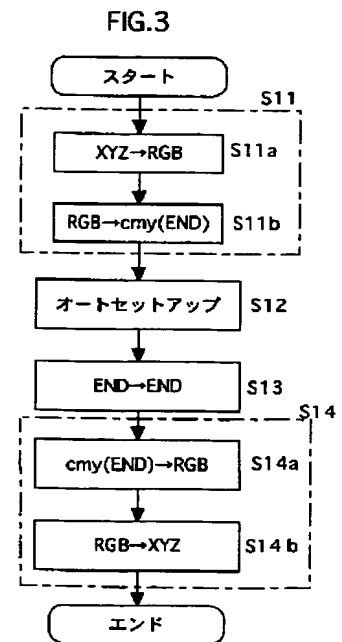 FIG.3
スタート
S11
XYZ→RGB S11a
RGB→cmy(END) S11b
オートセットアップ S12
END→END S13
S14
cmy(END)→RGB S14a
RGB→XYZ S14b
エンド